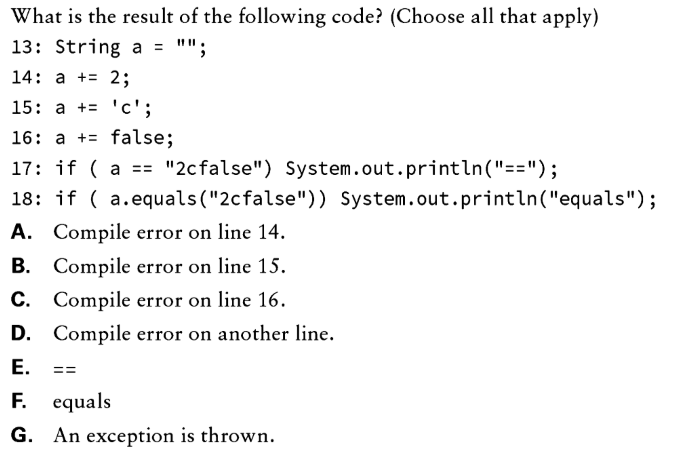 What is the result of the following code? (Choose all that apply)
13: String a = "";
14: a += 2;
15: a += 'c';
16: a += false;
17: if ( a == "2cfalse") System.out.println("==");
18: if ( a.equals("2cfalse")) System.out.println("equals");
A. Compile error on line 14.
B. Compile error on line 15.
C. Compile error on line 16.
D. Compile error on another line.
E. ==
F. equals
G. An exception is thrown.